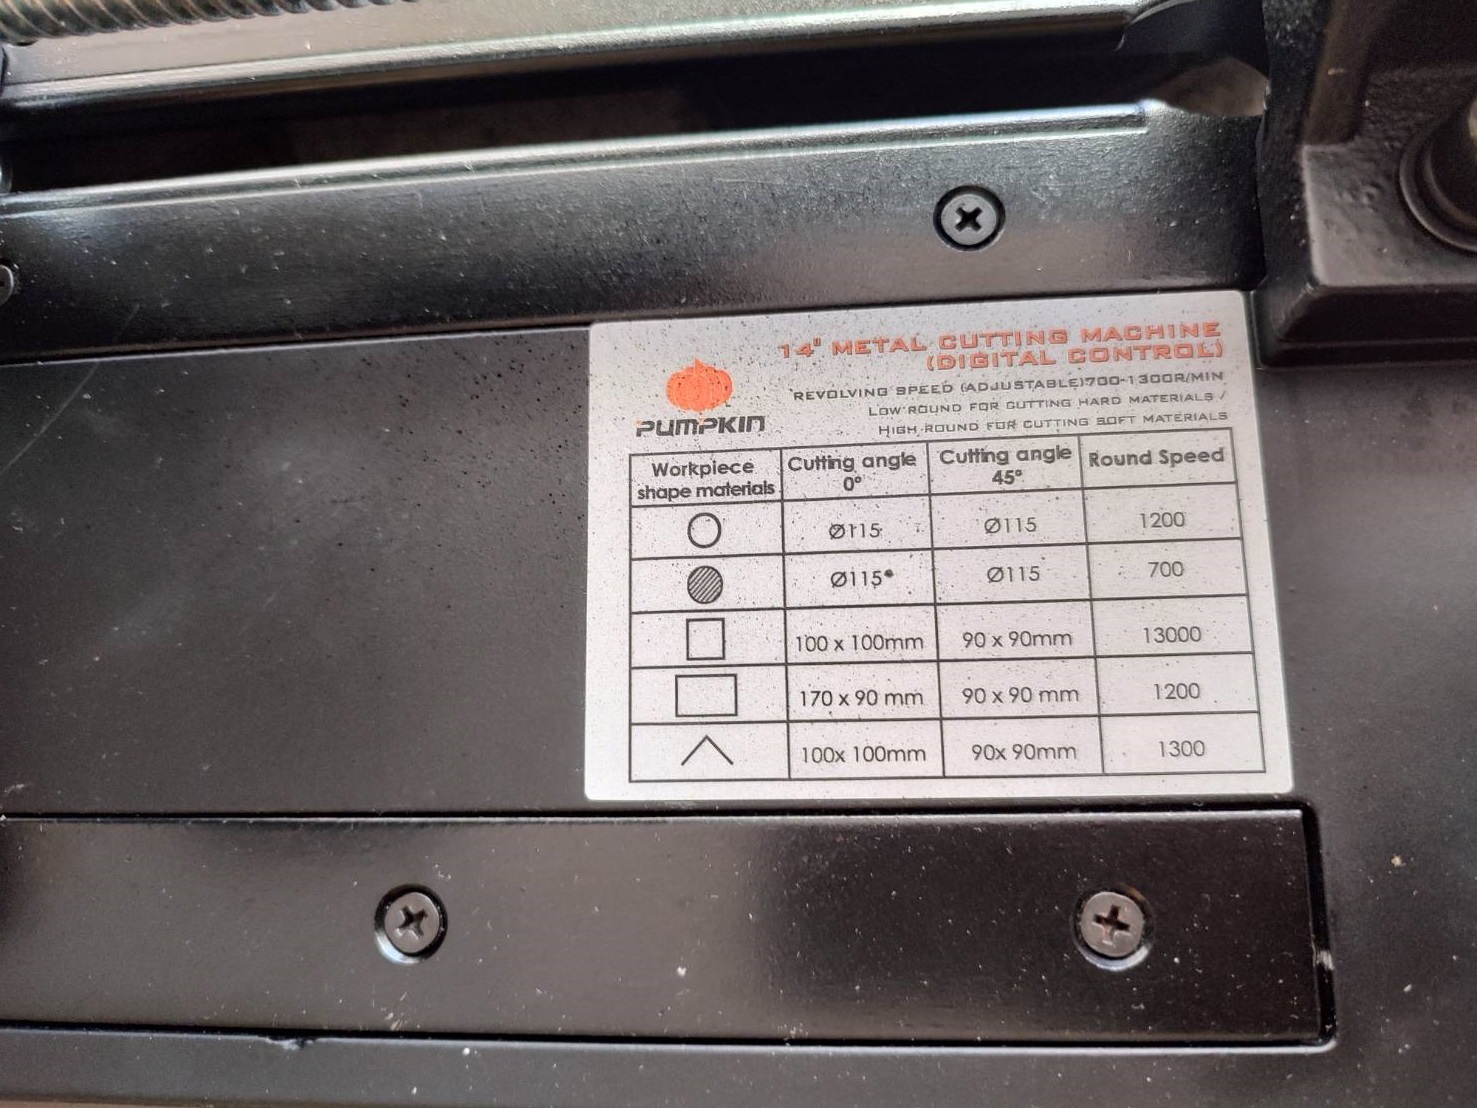 14" METAL CUTTING MACHINE
(DIGITAL CONTROL)
PUMPKIN
REVOLVING SPEED (ADJUSTABLE)700-1300R/MIN
LOW ROUND FOR CUTTING HARD MATERIALS /
HIGH ROUND FOR CUTTING SOFT MATERIALS
Workpiece shape materials Cutting angle 0° Cutting angle 45° Round Speed
Ø115 Ø115 1200
Ø115 Ø115 700
100 x 100mm 90 x 90mm 13000
170 x 90 mm 90 x 90 mm 1200
100x 100mm 90x 90mm 1300